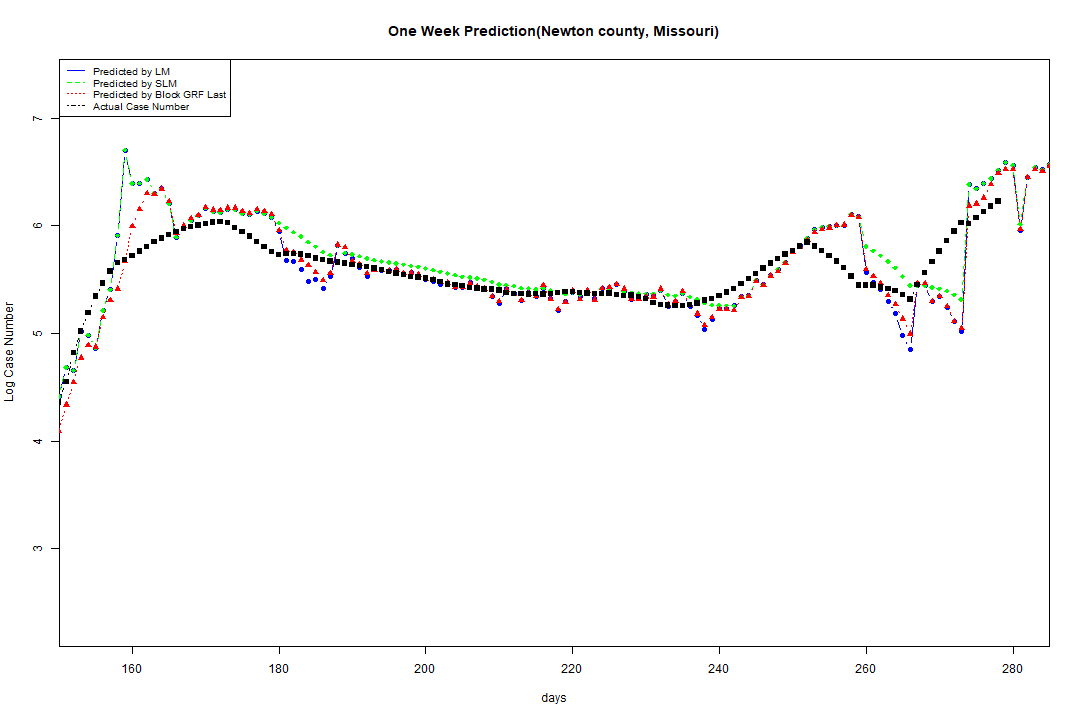 One Week Prediction(Newton county, Missouri)
Predicted by LM
Predicted by SLM
Predicted by Block GRF Last
Actual Case Number
7
6
5
4
3
Log Case Number
160 180 200 220 240 260 280
days